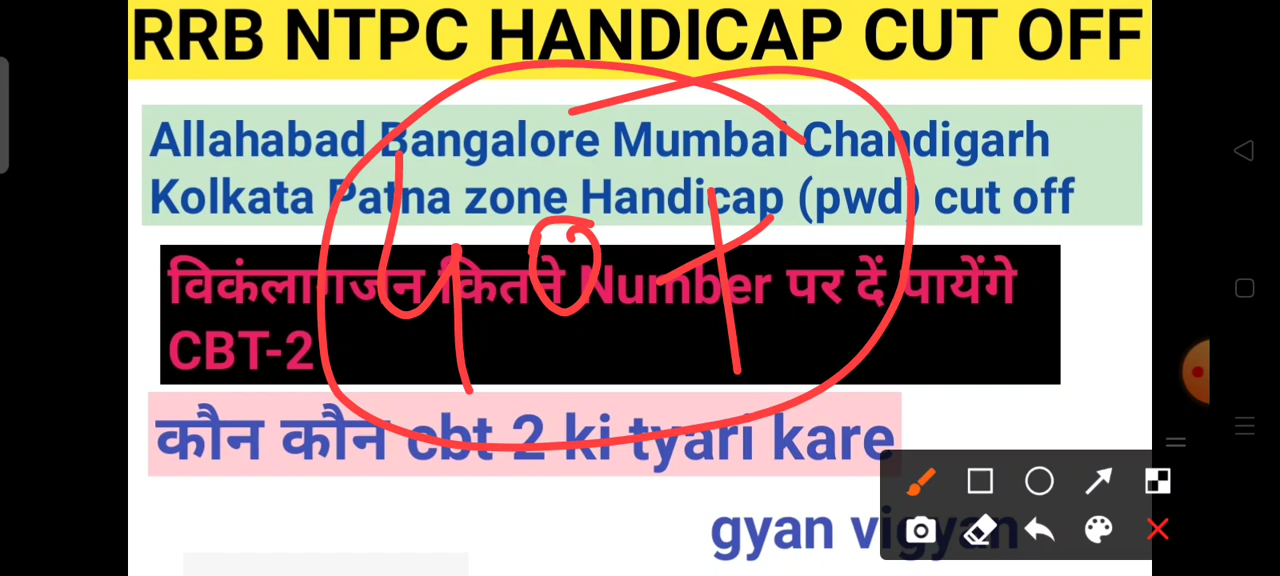 RRB NTPC HANDICAP CUT OFF
Allahabad Bangalore Mumbai Chandigarh
Kolkata Patna zone Handicap (pwd) cut off
40+
विकंलागजन कितने Number पर दें पायेंगे
CBT-2
कौन कौन cbt 2 ki tyari kare
gyan vigyan